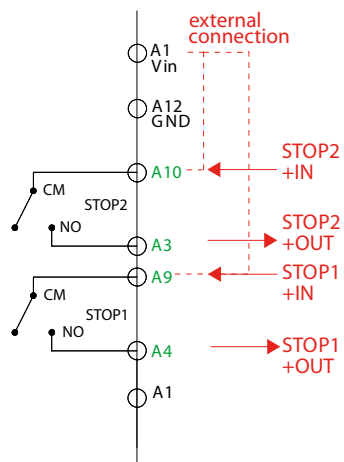 external
connection
A1
Vin
A12
GND
A10
STOP2
+IN
CM
STOP2
NO
A3
STOP2
+OUT
A9
STOP1
+IN
CM
STOP1
NO
A4
STOP1
+OUT
A1